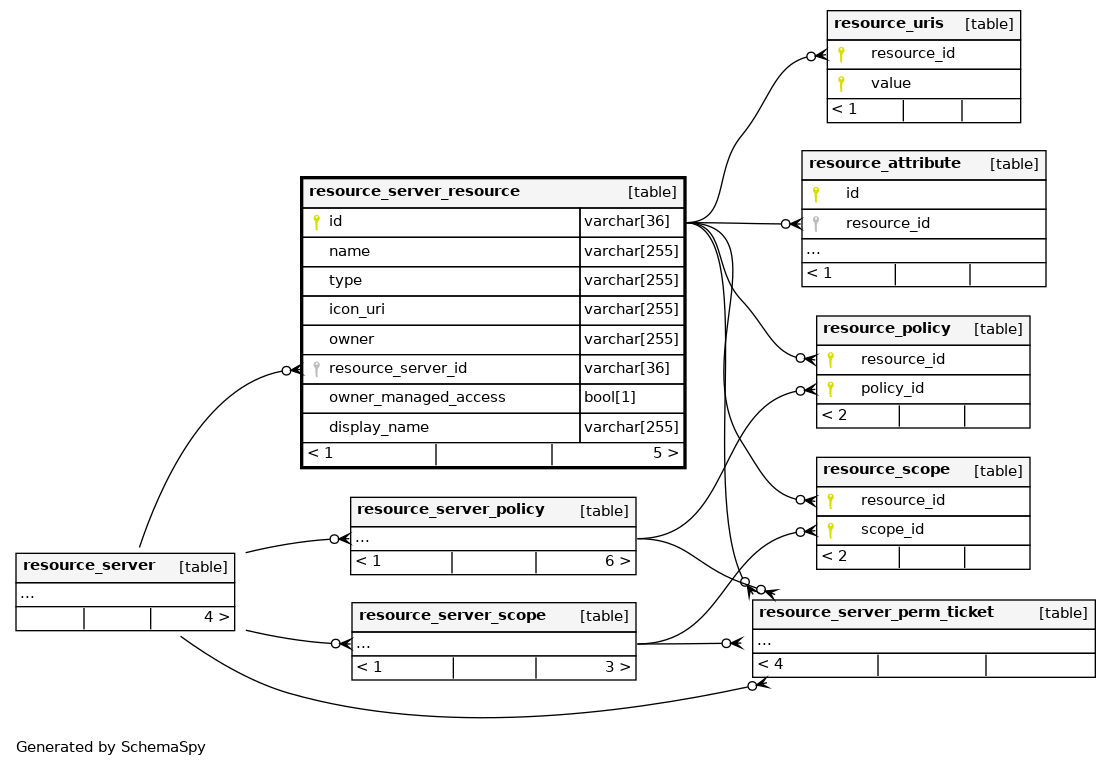 resource_uris [table]
resource_id
value
< 1
resource_attribute [table]
id
resource_id
...
< 1
resource_server_resource [table]
id varchar[36]
name varchar[255]
type varchar[255]
icon_uri varchar[255]
owner varchar[255]
resource_server_id varchar[36]
owner_managed_access bool[1]
display_name varchar[255]
< 1 5 >
resource_policy [table]
resource_id
policy_id
< 2
resource_scope [table]
resource_id
scope_id
< 2
resource_server_policy [table]
...
< 1 6 >
resource_server [table]
...
4 >
resource_server_scope [table]
...
< 1 3 >
resource_server_perm_ticket [table]
...
< 4
Generated by SchemaSpy